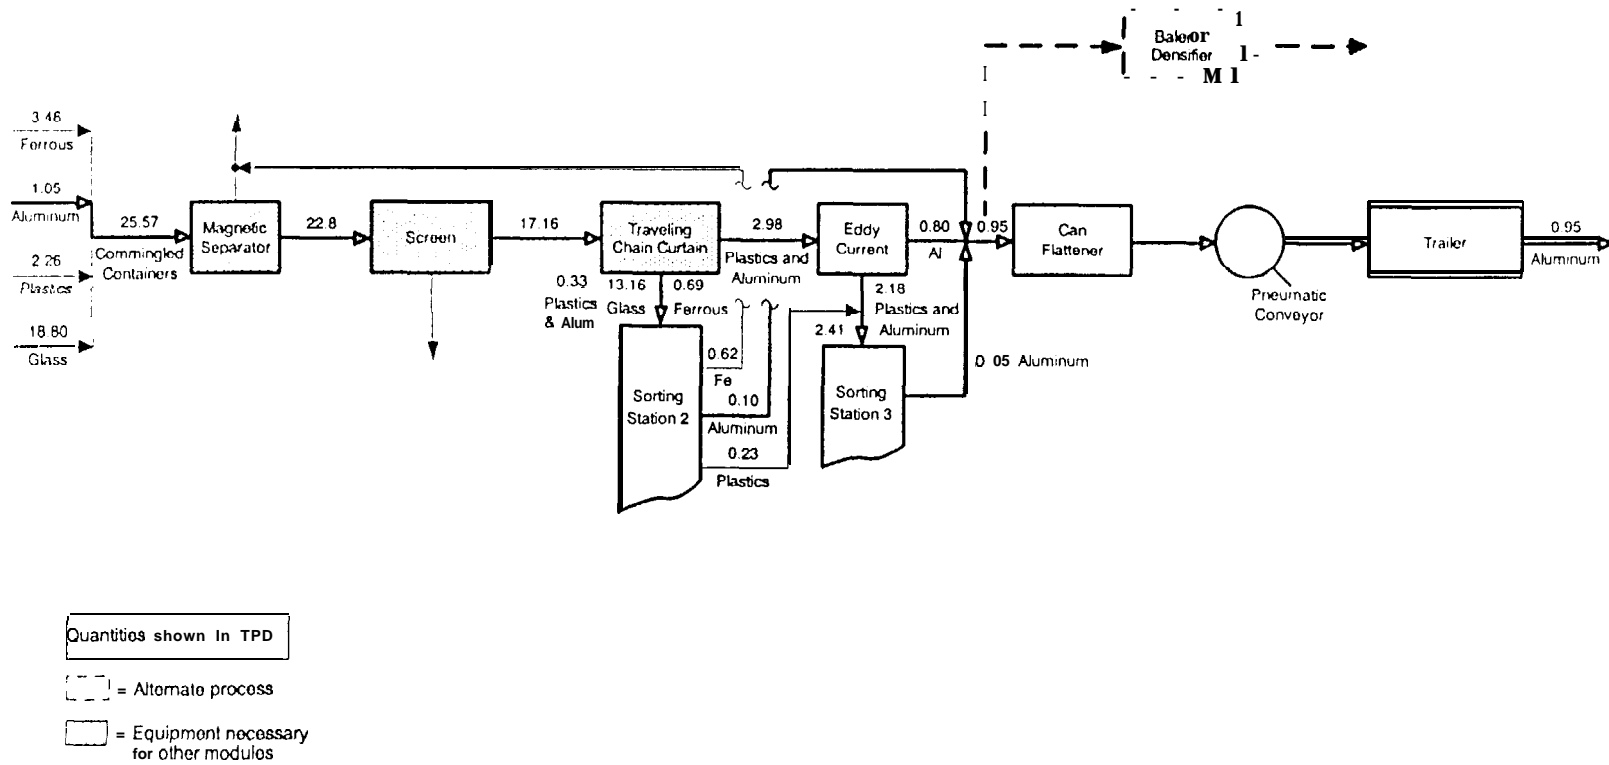 Baler or
Densifier
3.46
Ferrous
1.05
Aluminum
25.57
Commingled
Containers
2.26
Plastics
18.80
Glass
Magnetic
Separator
22.8
Screen
17.16
Traveling
Chain Curtain
2.98
Plastics and
Aluminum
Eddy
Current
0.80
Al
0.95
Can
Flattener
Pneumatic
Conveyor
Trailer
0.95
Aluminum
0.33
Plastics
& Alum
13.16
Glass
0.69
Ferrous
2.18
Plastics and
Aluminum
2.41
0.62
Fe
Sorting
Station 2
0.10
Aluminum
0.23
Plastics
Sorting
Station 3
0 05 Aluminum
Quantities shown in TPD
= Alternate process
= Equipment necessary
for other modules